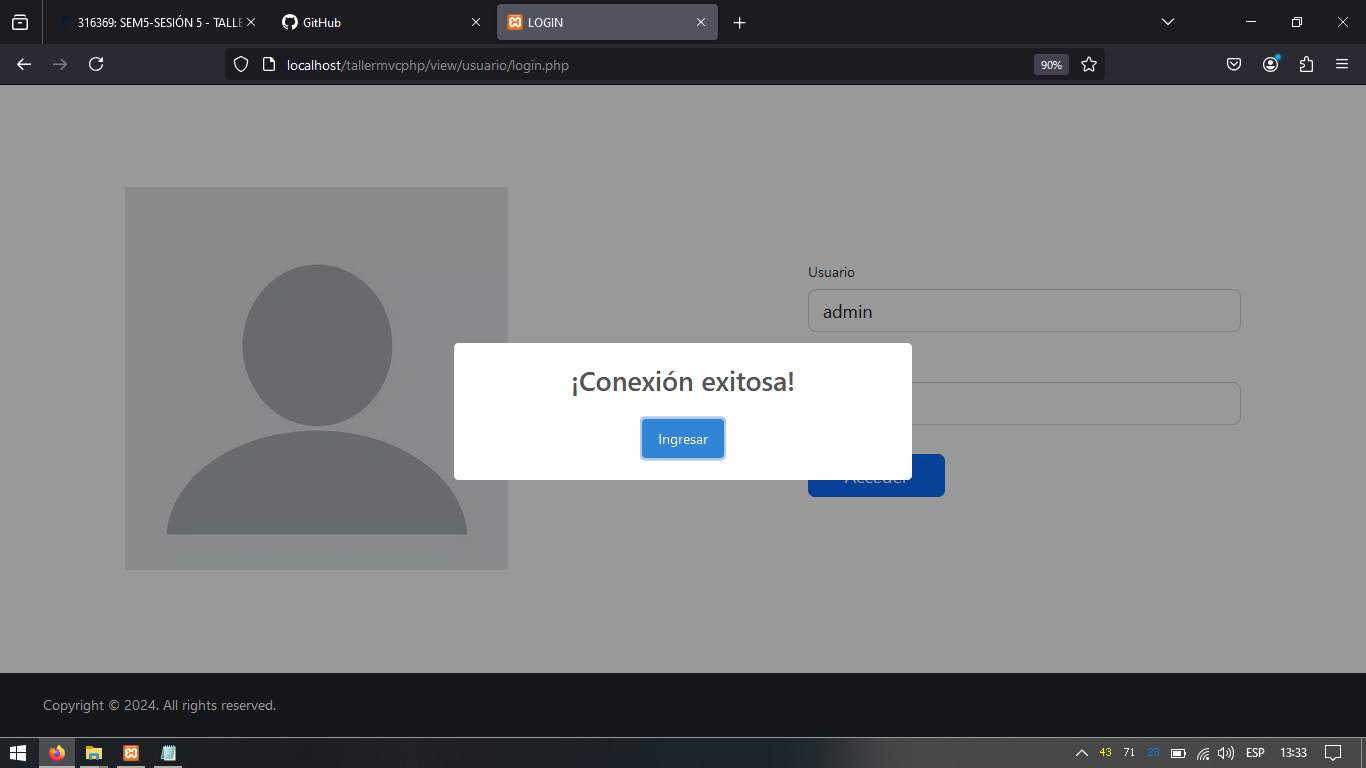 316369: SEM5-SESIÓN 5 - TALLE
GitHub
LOGIN
localhost/tallermvcphp/view/usuario/login.php
90%
Usuario
admin
¡Conexión exitosa!
Ingresar
Acceder
Copyright © 2024. All rights reserved.
43 71 23 ESP 13:33